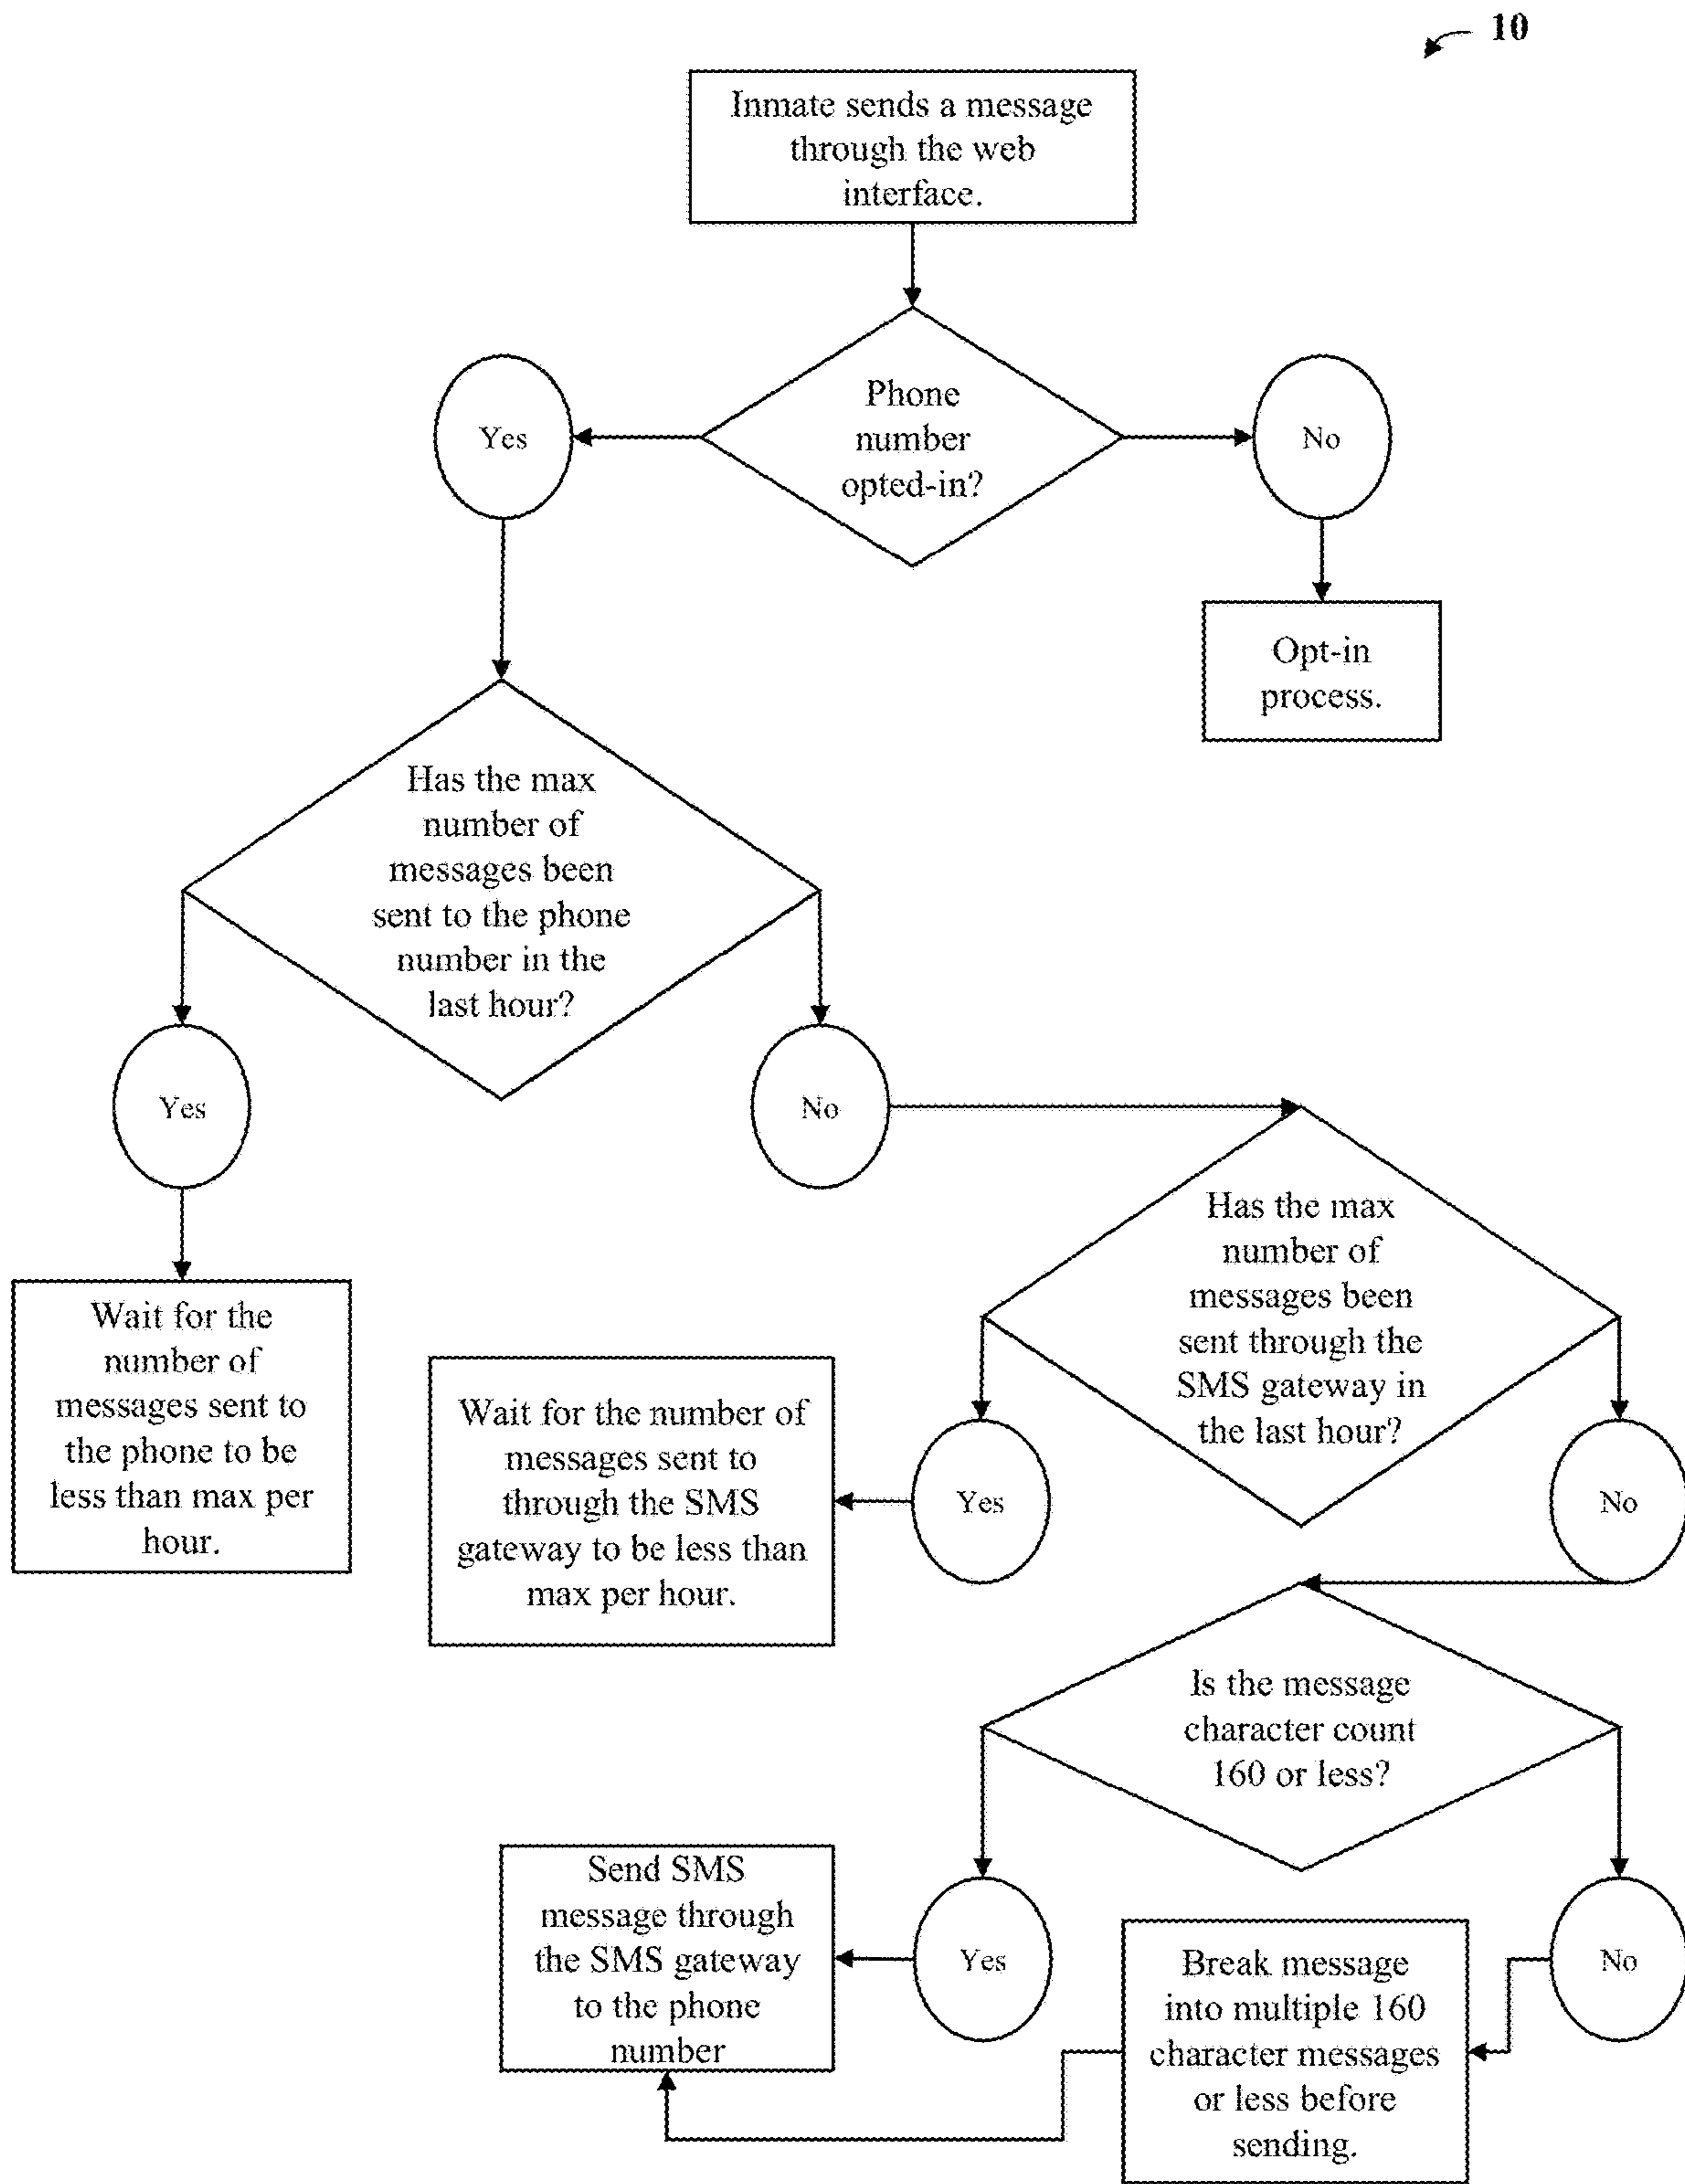 10
Inmate sends a message
through the web
interface.
Phone
number
opted-in?
Yes
No
Opt-in
process.
Has the max
number of
messages been
sent to the phone
number in the
last hour?
Yes
No
Wait for the
number of
messages sent to
the phone to be
less than max per
hour.
Has the max
number of
messages been
sent through the
SMS gateway in
the last hour?
Wait for the number of
messages sent to
through the SMS
gateway to be less than
max per hour.
Yes
No
Is the message
character count
160 or less?
Send SMS
message through
the SMS gateway
to the phone
number
Yes
No
Break message
into multiple 160
character messages
or less before
sending.